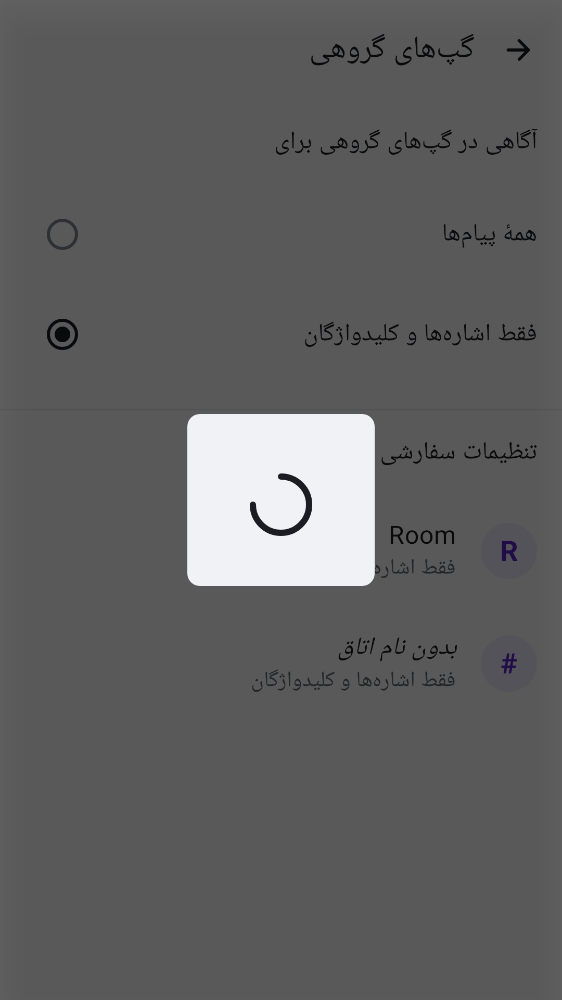 گپ‌های گروهی
آگاهی در گپ‌های گروهی برای
همهٔ پیام‌ها
فقط اشاره‌ها و کلیدواژگان
تنظیمات سفارشی
R
Room
فقط
#
بدون نام اتاق
فقط اشاره‌ها و کلیدواژگان